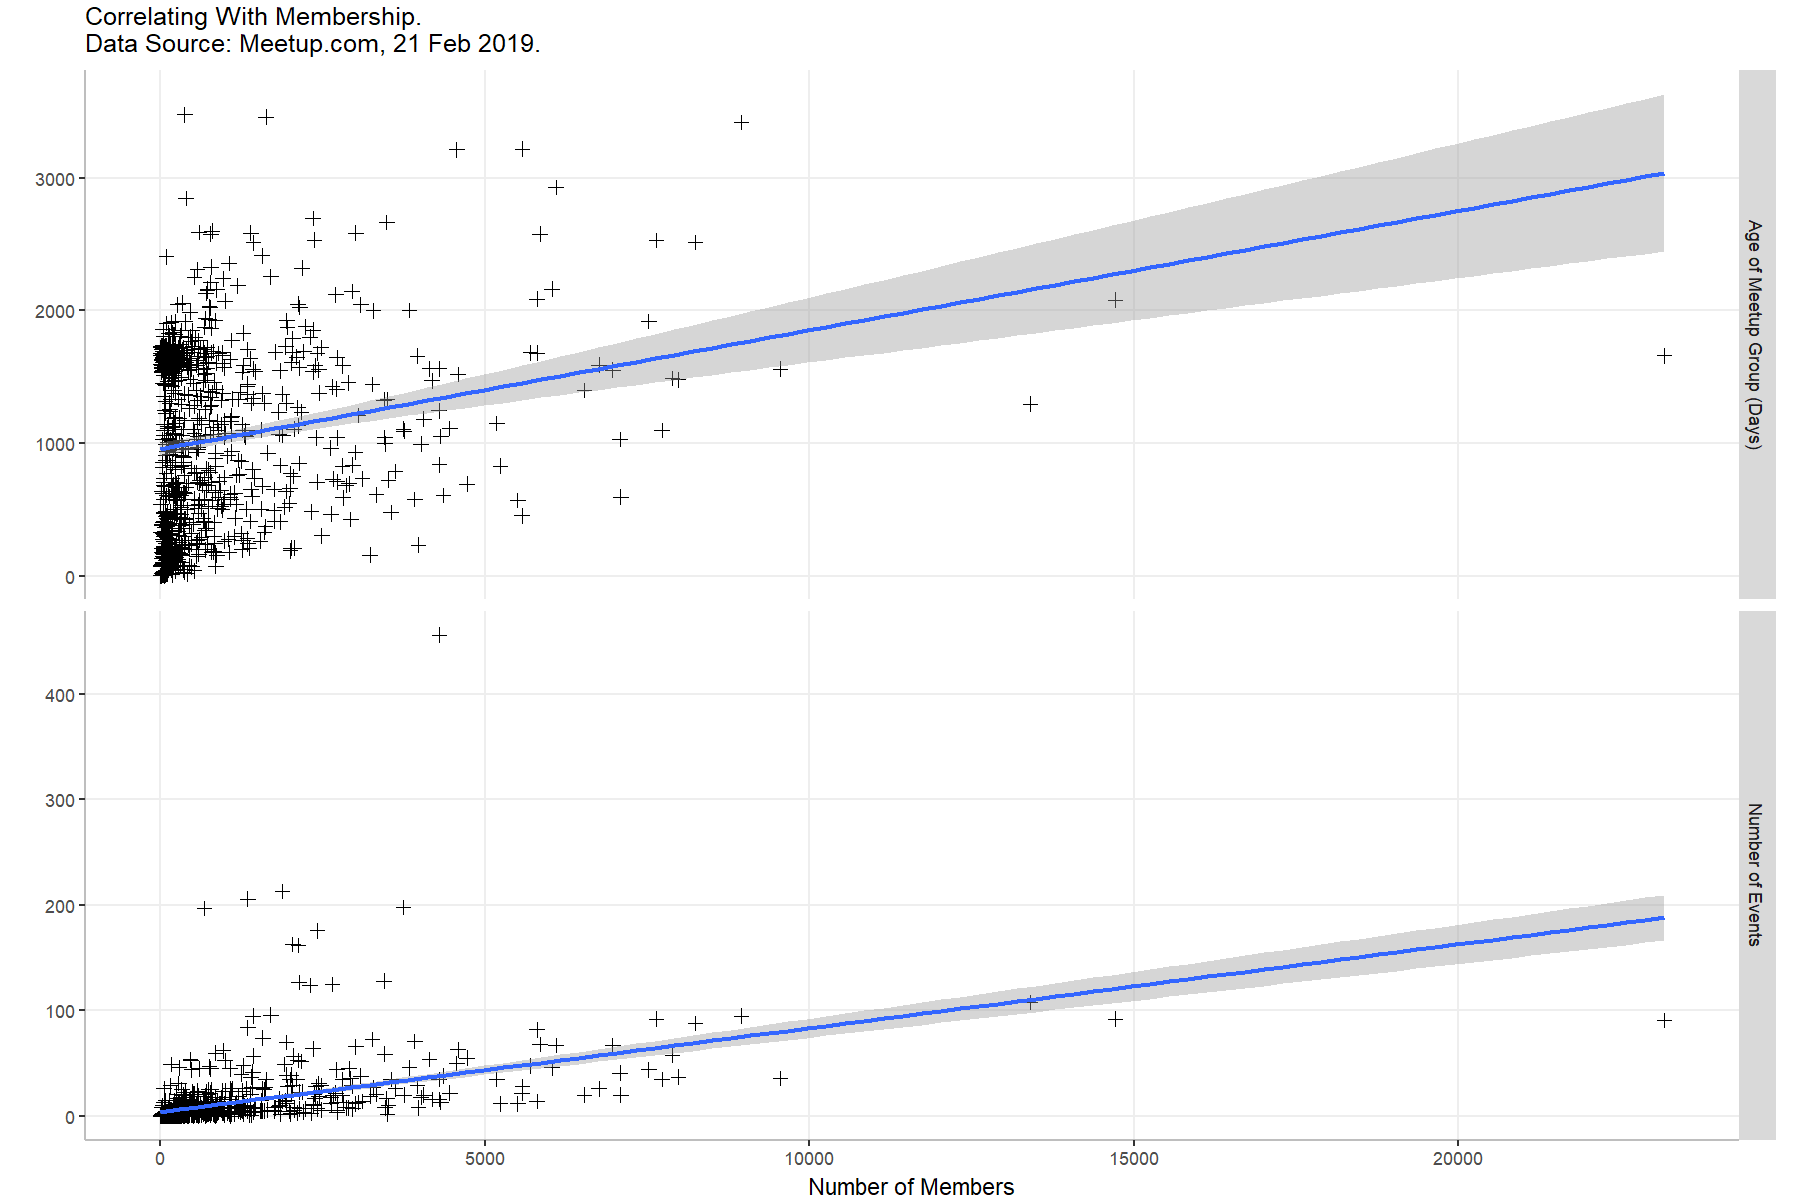 Correlating With Membership.
Data Source: Meetup.com, 21 Feb 2019.
3000
2000
1000
0
Age of Meetup Group (Days)
400
300
200
100
0
Number of Events
0
5000
10000
15000
20000
Number of Members